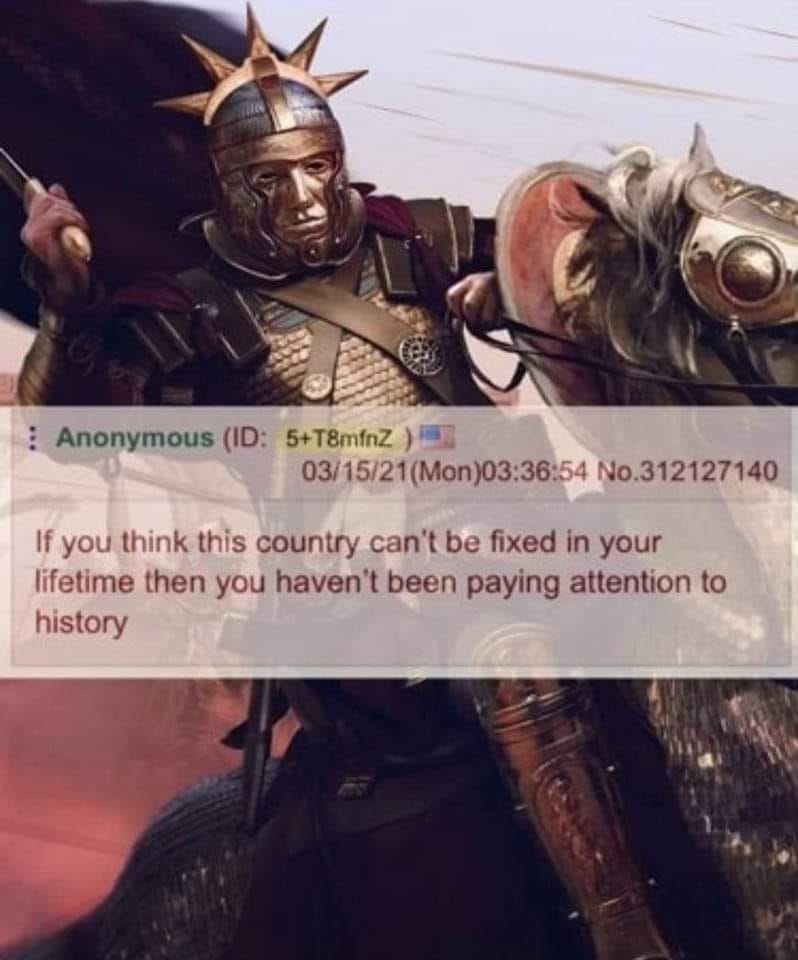 Anonymous (ID: 5+T8mfnZ )
03/15/21(Mon)03:36:54 No.312127140
If you think this country can't be fixed in your
lifetime then you haven't been paying attention to
history